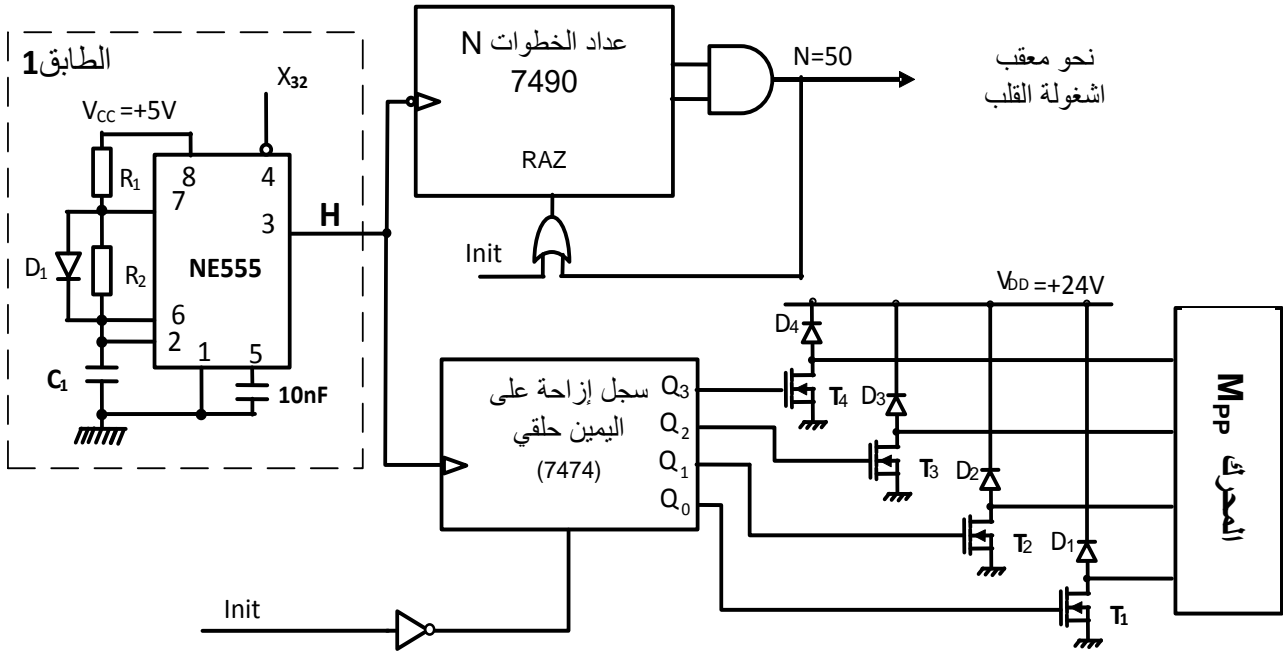 الطابق1
X32
VCC =+5V
R1
8
4
7
3
H
D1
R2
NE555
6
2
1
5
C1
10nF
عداد الخطوات N
7490
RAZ
N=50
نحو معقب
اشغولة القلب
Init
VDD =+24V
سجل إزاحة على
اليمين حلقي
(7474)
Q3
Q2
Q1
Q0
D4
T4
D3
T3
D2
T2
D1
T1
المحرك MPP
Init